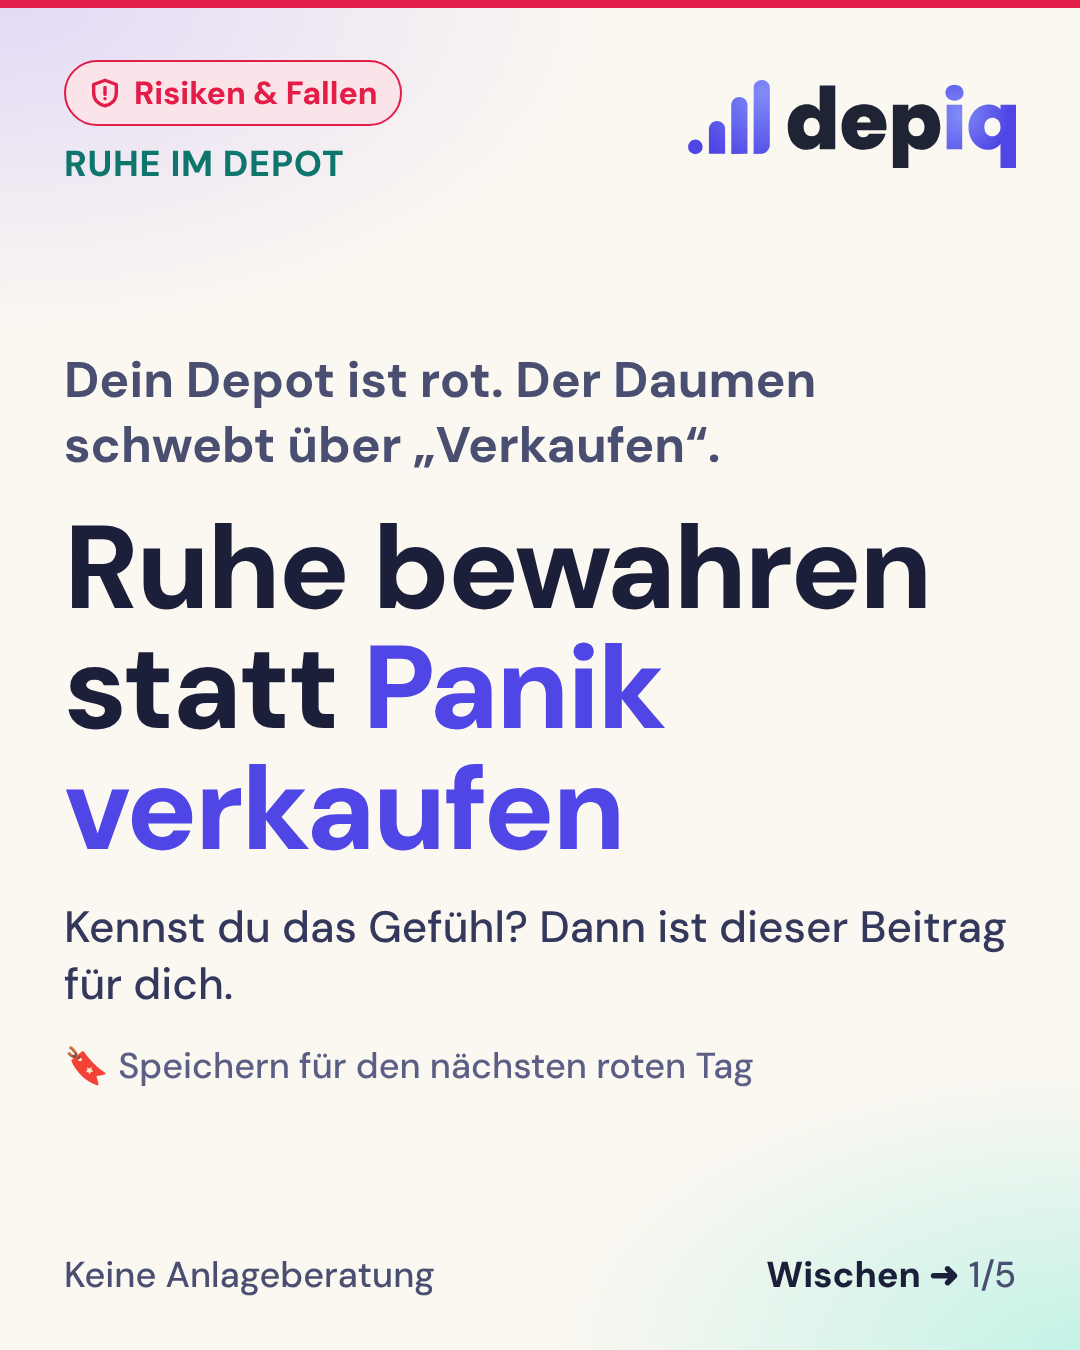 Risiken & Fallen
RUHE IM DEPOT
depiq
Dein Depot ist rot. Der Daumen
schwebt über „Verkaufen“.
Ruhe bewahren
statt Panik
verkaufen
Kennst du das Gefühl? Dann ist dieser Beitrag
für dich.
🔖 Speichern für den nächsten roten Tag
Keine Anlageberatung
Wischen ➜ 1/5